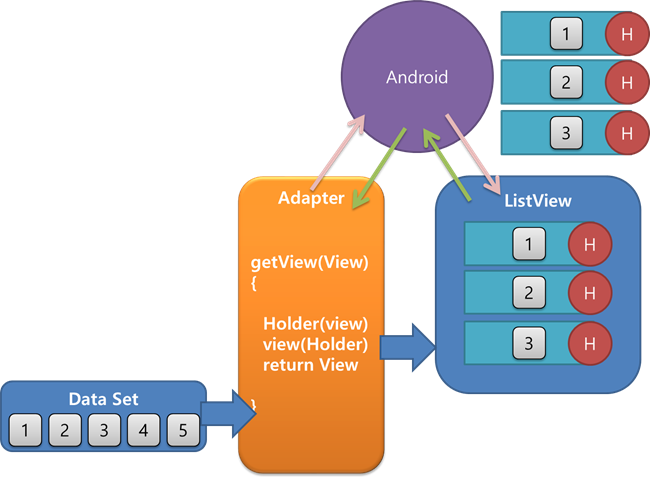 Android
1 H
2 H
3 H
Adapter
getView(View)
{
Holder(view)
view(Holder)
return View
}
ListView
1 H
2 H
3 H
Data Set
1 2 3 4 5